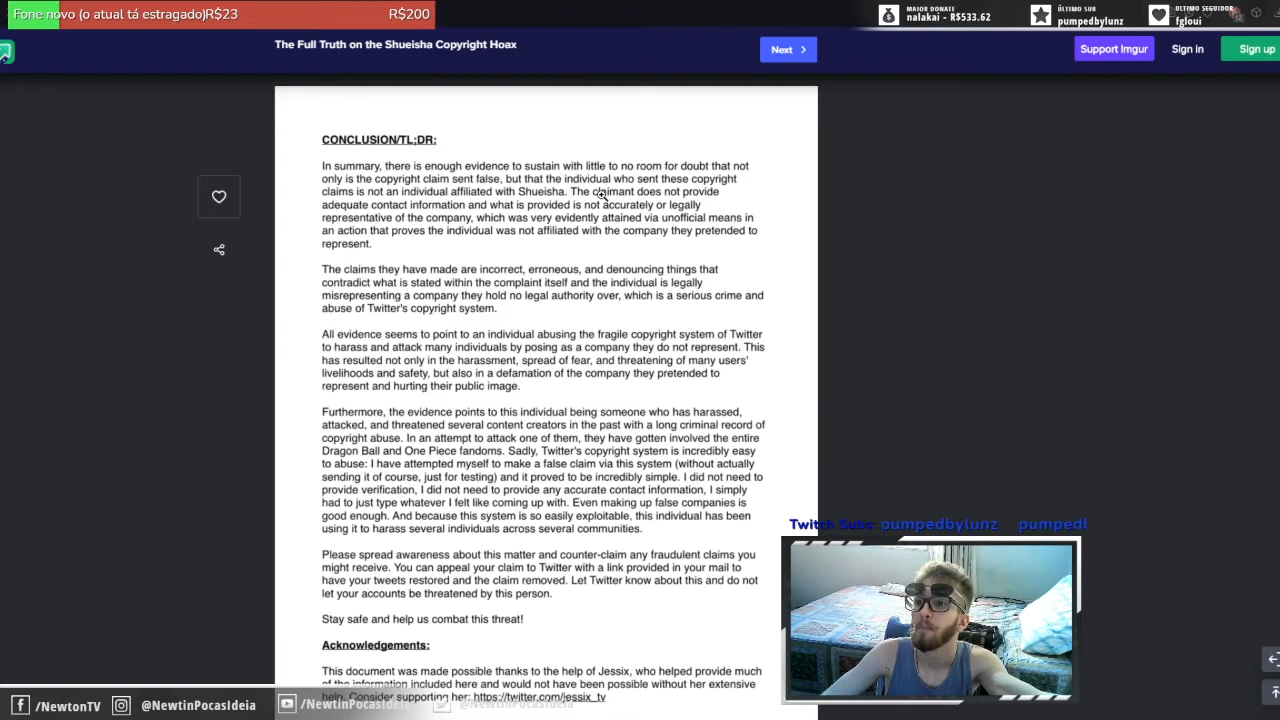 Fone novo (o atual tá estragado)R$23
R$200
MAIOR DONATE
nalakai - R$533.62
ÚLTIMO SUB
pumpedbylunz
ÚLTIMO SEGUIDOR
fgloui
The Full Truth on the Shueisha Copyright Hoax
Next
Support Imgur
Sign in
Sign up
CONCLUSION/TL;DR:
In summary, there is enough evidence to sustain with little to no room for doubt that not
only is the copyright claim sent false, but that the individual who sent these copyright
claims is not an individual affiliated with Shueisha. The claimant does not provide
adequate contact information and what is provided is not accurately or legally
representative of the company, which was very evidently attained via unofficial means in
an action that proves the individual was not affiliated with the company they pretended to
represent.
The claims they have made are incorrect, erroneous, and denouncing things that
contradict what is stated within the complaint itself and the individual is legally
misrepresenting a company they hold no legal authority over, which is a serious crime and
abuse of Twitter's copyright system.
All evidence seems to point to an individual abusing the fragile copyright system of Twitter
to harass and attack many individuals by posing as a company they do not represent. This
has resulted not only in the harassment, spread of fear, and threatening of many users'
livelihoods and safety, but also in a defamation of the company they pretended to
represent and hurting their public image.
Furthermore, the evidence points to this individual being someone who has harassed,
attacked, and threatened several content creators in the past with a long criminal record of
copyright abuse. In an attempt to attack one of them, they have gotten involved the entire
Dragon Ball and One Piece fandoms. Sadly, Twitter's copyright system is incredibly easy
to abuse: I have attempted myself to make a false claim via this system (without actually
sending it of course, just for testing) and it proved to be incredibly simple. I did not need to
provide verification, I did not need to provide any accurate contact information, I simply
had to just type whatever I felt like coming up with. Even making up false companies is
good enough. And because this system is so easily exploitable, this individual has been
using it to harass several individuals across several communities.
Please spread awareness about this matter and counter-claim any fraudulent claims you
might receive. You can appeal your claim to Twitter with a link provided in your mail to
have your tweets restored and the claim removed. Let Twitter know about this and do not
let your accounts be threatened by this person.
Stay safe and help us combat this threat!
Acknowledgements:
This document was made possible thanks to the help of Jessix, who helped provide much
of the information included here and would not have been possible without her extensive
help. Consider supporting her: https://twitter.com/jessix_tv
Twitch Subs: pumpedbylunz pumpedb
/NewtonTV
@NewtinPocasIdeia
/NewtinPocasIdeia
@NewtinPocasIdeia